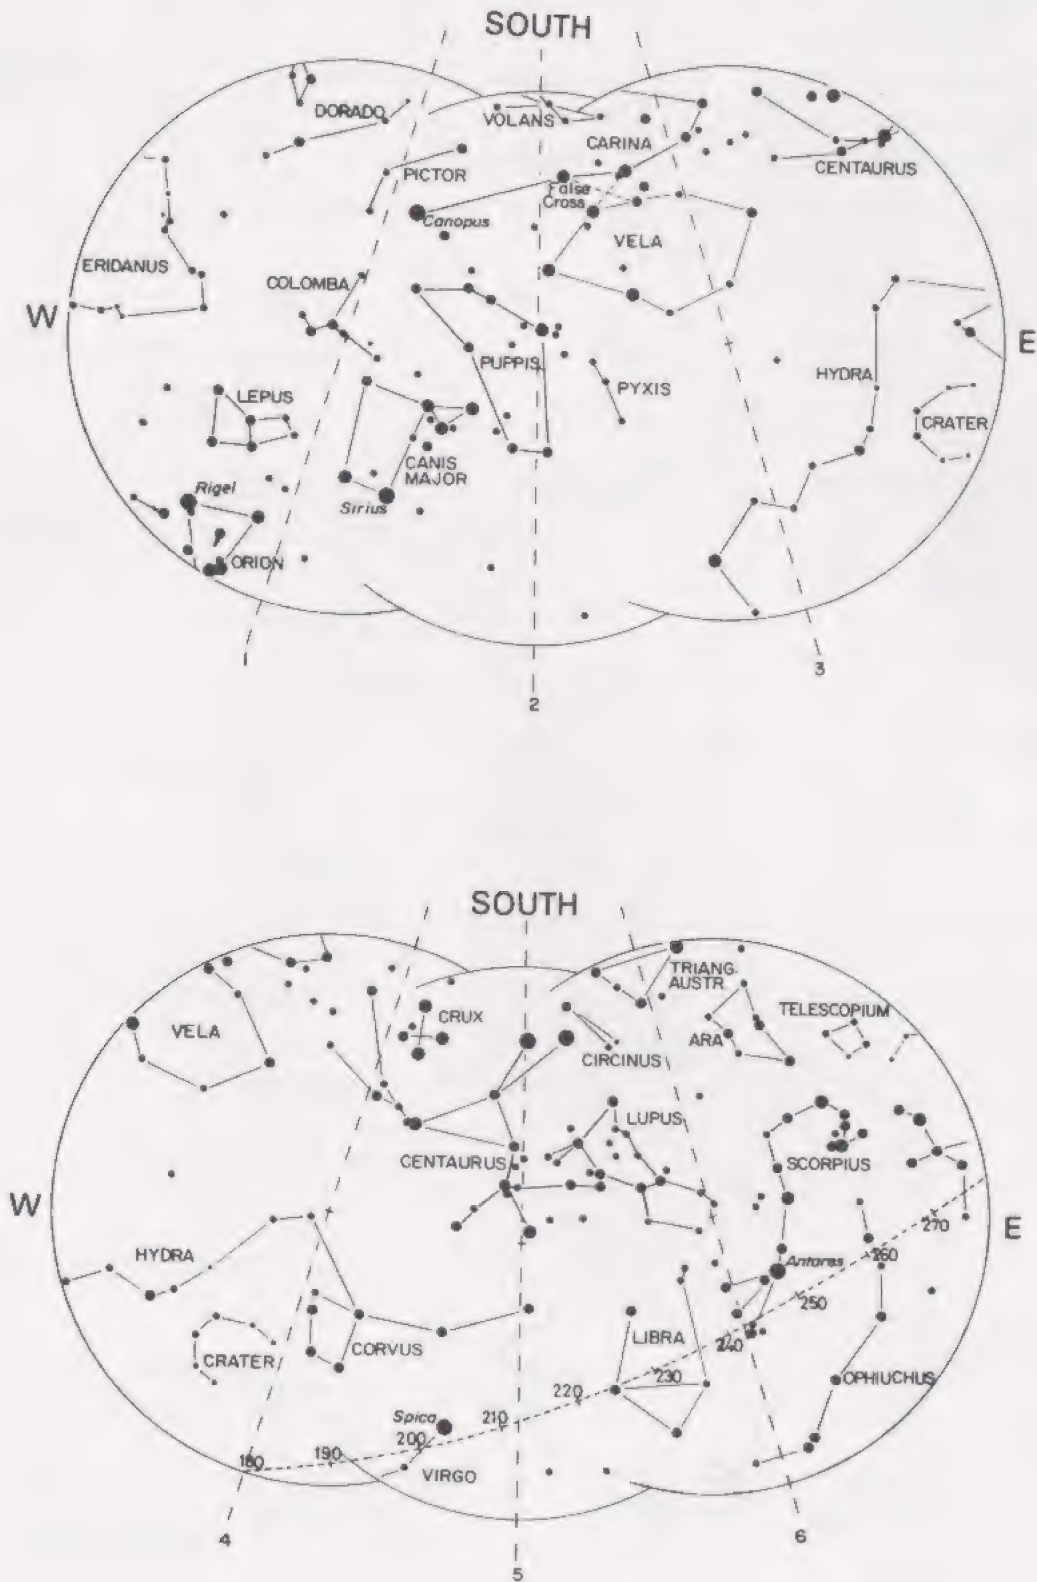 SOUTH
DORADO
VOLANS
CARINA
CENTAURUS
PICTOR
False
Cross
Canopus
VELA
ERIDANUS
COLOMBA
W
E
PUPPIS
PYXIS
HYDRA
LEPUS
CRATER
CANIS
MAJOR
Rigel
Sirius
ORION
1
2
3
SOUTH
TRIANG.
AUSTR.
CRUX
TELESCOPIUM
VELA
ARA
CIRCINUS
LUPUS
CENTAURUS
SCORPIUS
W
E
270
HYDRA
260
Antares
250
LIBRA
240
CRATER
CORVUS
230
OPHIUCHUS
220
Spica
210
200
190
180
VIRGO
4
5
6